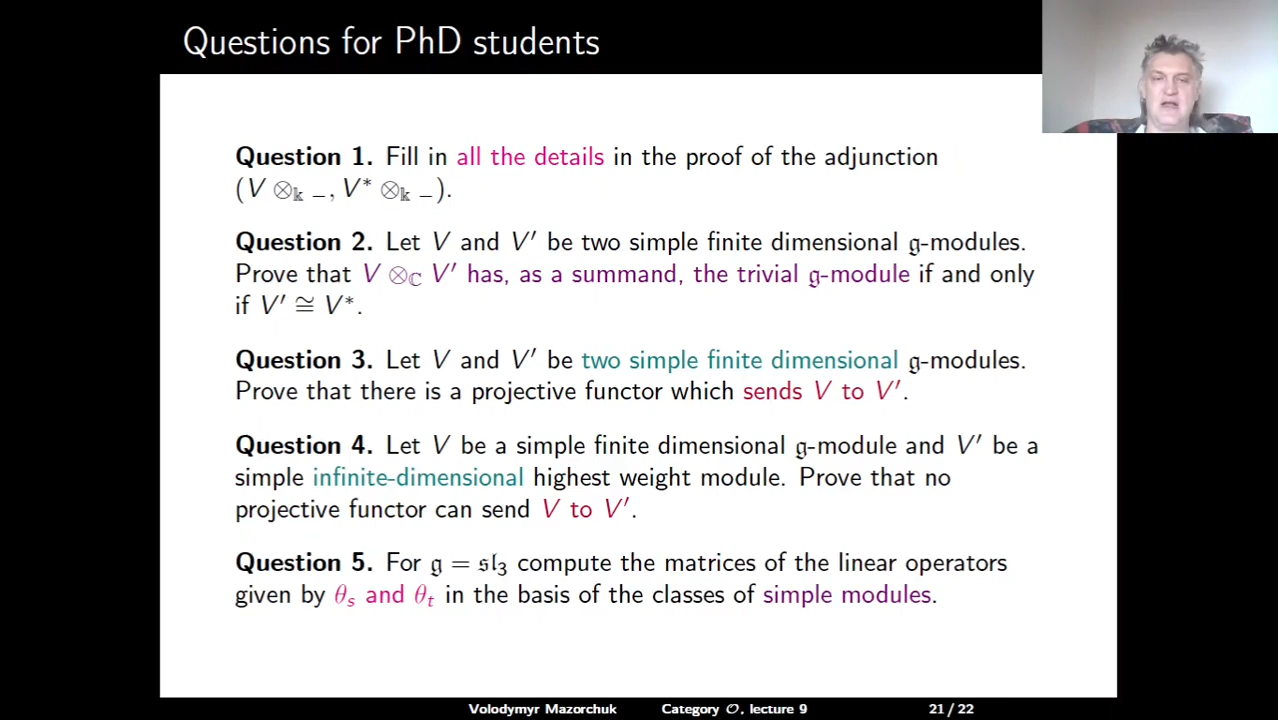 Questions for PhD students
Question 1. Fill in all the details in the proof of the adjunction
(V ⊗𝕜 −, V* ⊗𝕜 −).
Question 2. Let V and V′ be two simple finite dimensional 𝔤-modules.
Prove that V ⊗ℂ V′ has, as a summand, the trivial 𝔤-module if and only
if V′ ≅ V*.
Question 3. Let V and V′ be two simple finite dimensional 𝔤-modules.
Prove that there is a projective functor which sends V to V′.
Question 4. Let V be a simple finite dimensional 𝔤-module and V′ be a
simple infinite-dimensional highest weight module. Prove that no
projective functor can send V to V′.
Question 5. For 𝔤 = 𝔰𝔩₃ compute the matrices of the linear operators
given by θₛ and θₜ in the basis of the classes of simple modules.
Volodymyr Mazorchuk Category 𝒪, lecture 9 21 / 22